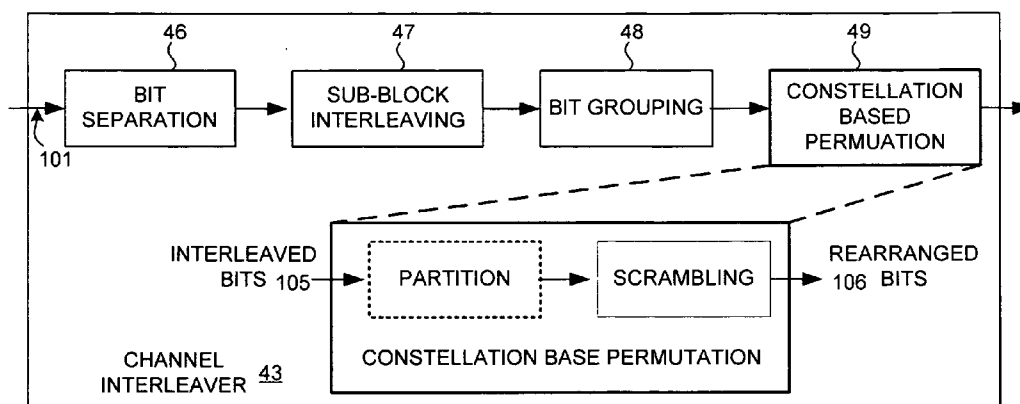 46
47
48
49
BIT
SEPARATION
SUB-BLOCK
INTERLEAVING
BIT GROUPING
CONSTELLATION
BASED
PERMUATION
101
INTERLEAVED
BITS 105
PARTITION
SCRAMBLING
REARRANGED
106 BITS
CONSTELLATION BASE PERMUTATION
CHANNEL
INTERLEAVER 43